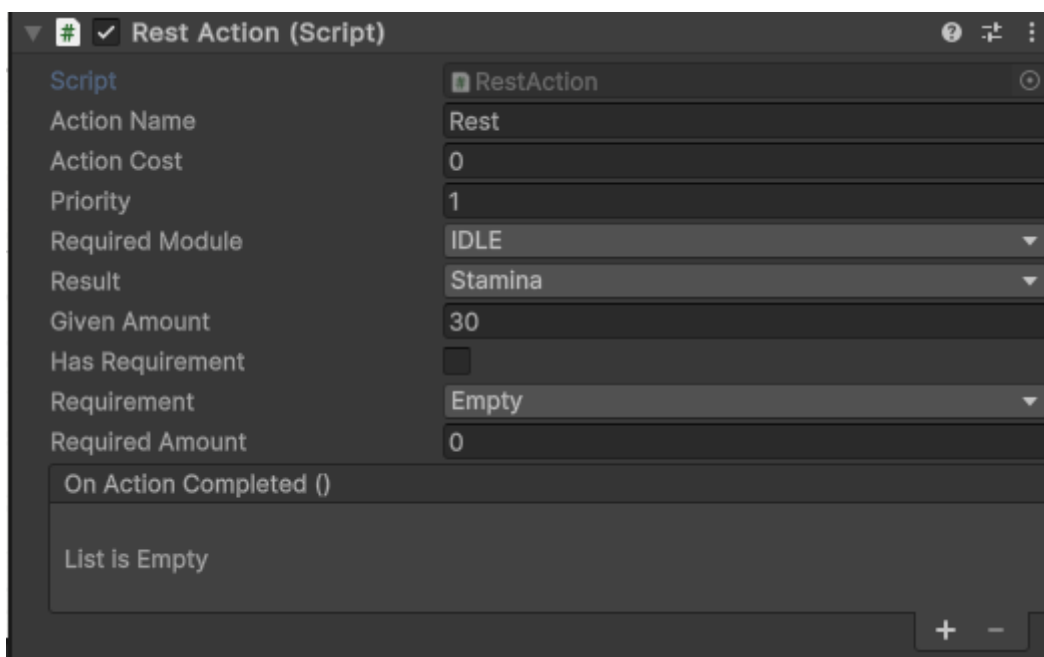 # Rest Action (Script)
Script # RestAction
Action Name Rest
Action Cost 0
Priority 1
Required Module IDLE
Result Stamina
Given Amount 30
Has Requirement
Requirement Empty
Required Amount 0
On Action Completed ()
List is Empty